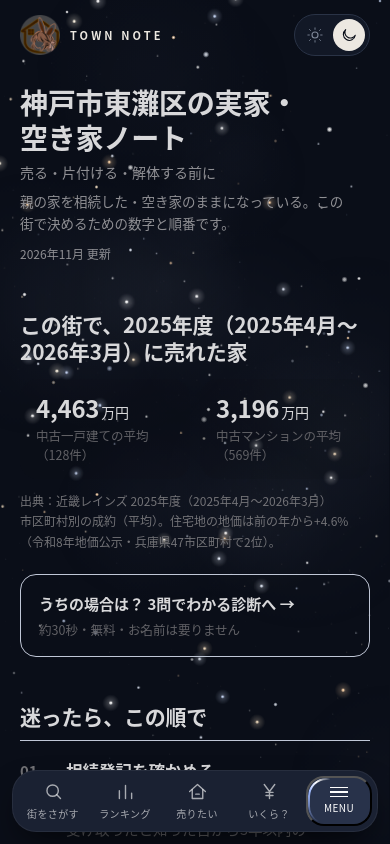 TOWN NOTE
神戸市東灘区の実家・
空き家ノート
売る・片付ける・解体する前に
親の家を相続した・空き家のままになっている。この
街で決めるための数字と順番です。
2026年11月 更新
この街で、2025年度（2025年4月〜
2026年3月）に売れた家
4,463万円
中古一戸建ての平均
（128件）
3,196万円
中古マンションの平均
（569件）
出典：近畿レインズ 2025年度（2025年4月〜2026年3月）
市区町村別の成約（平均）。住宅地の地価は前の年から+4.6%
（令和8年地価公示・兵庫県47市区町村で2位）。
うちの場合は？ 3問でわかる診断へ →
約30秒・無料・お名前は要りません
迷ったら、この順で
01 相続登記を確かめる
街をさがす
ランキング
売りたい
いくら？
MENU